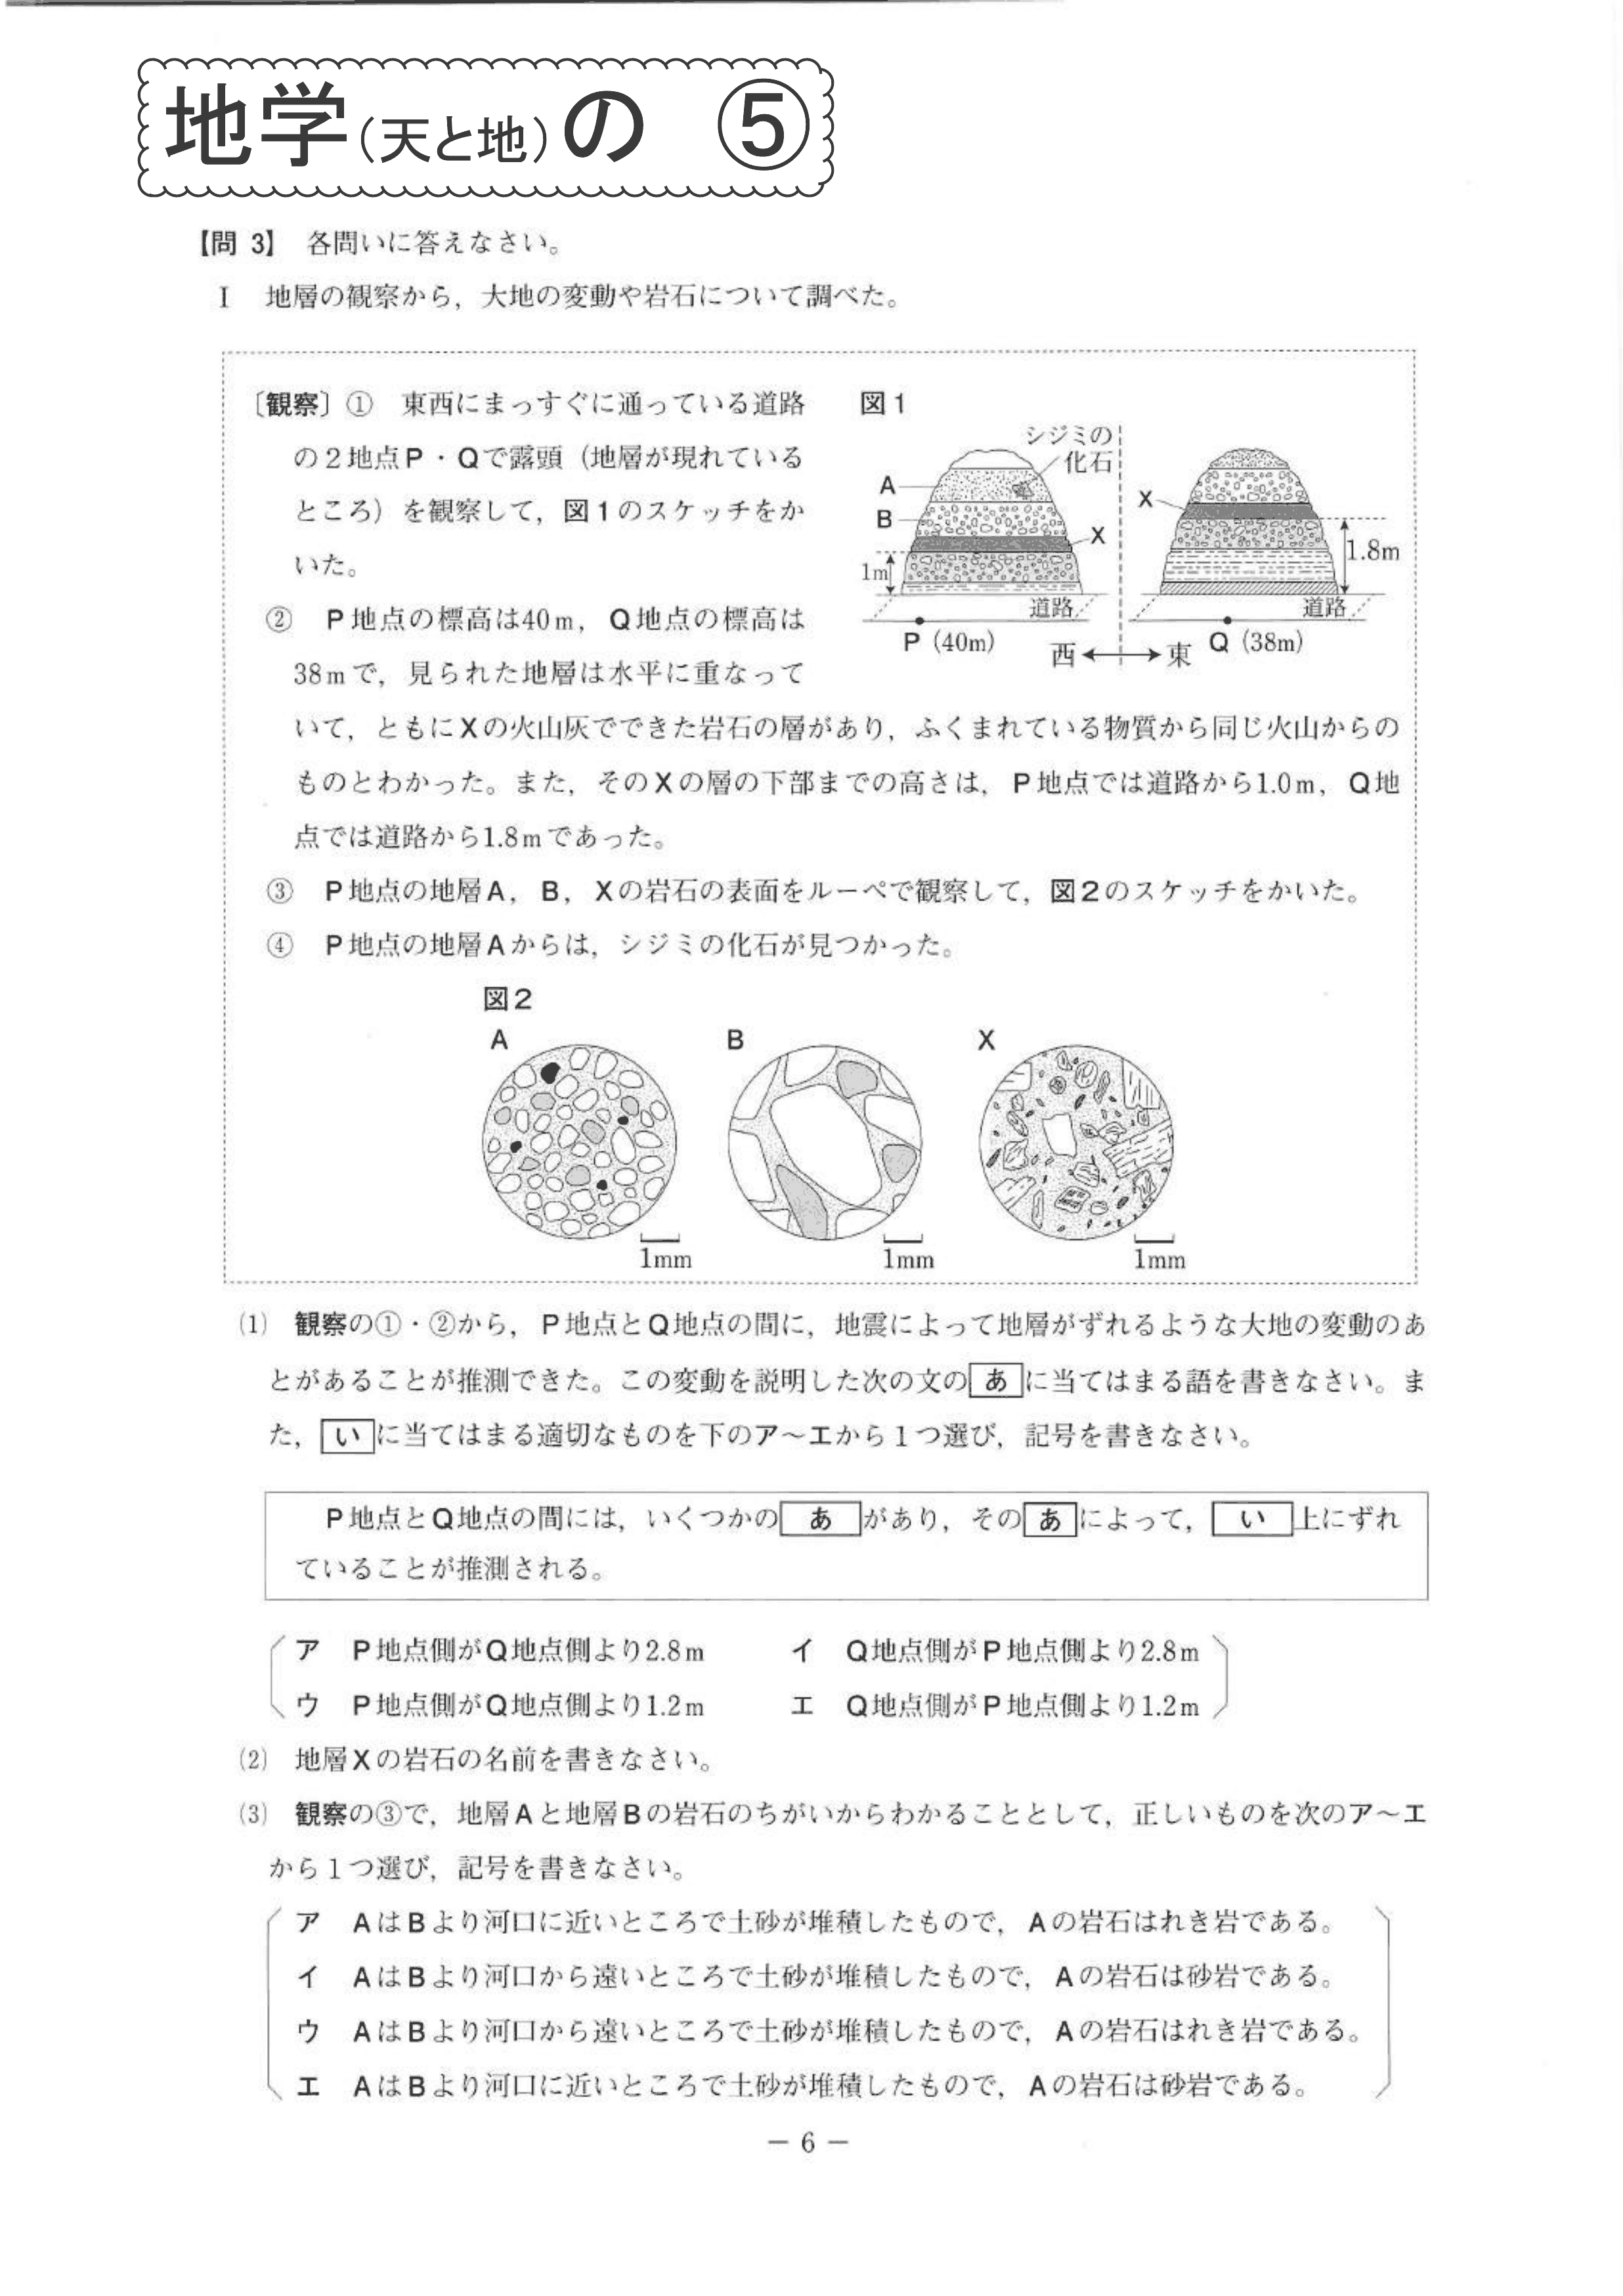 地学(天と地)の ⑤
【問 3】 各問いに答えなさい。
Ⅰ 地層の観察から，大地の変動や岩石について調べた。
〔観察〕① 東西にまっすぐに通っている道路
の２地点Ｐ・Ｑで露頭（地層が現れている
ところ）を観察して，図１のスケッチをか
いた。
② Ｐ地点の標高は40m，Ｑ地点の標高は
38mで，見られた地層は水平に重なって
図１
シジミの
化石
A
B
X
1m
道路
P（40m）
西
東
X
1.8m
道路
Q（38m）
いて，ともにＸの火山灰でできた岩石の層があり，ふくまれている物質から同じ火山からの
ものとわかった。また，そのＸの層の下部までの高さは，Ｐ地点では道路から1.0m，Ｑ地
点では道路から1.8mであった。
③ Ｐ地点の地層Ａ，Ｂ，Ｘの岩石の表面をルーペで観察して，図２のスケッチをかいた。
④ Ｐ地点の地層Ａからは，シジミの化石が見つかった。
図２
A
B
X
1mm
1mm
1mm
(1) 観察の①・②から，Ｐ地点とＱ地点の間に，地震によって地層がずれるような大地の変動のあ
とがあることが推測できた。この変動を説明した次の文の あ に当てはまる語を書きなさい。ま
た， い に当てはまる適切なものを下のア～エから１つ選び，記号を書きなさい。
Ｐ地点とＱ地点の間には，いくつかの あ があり，その あ によって， い 上にずれ
ていることが推測される。
ア Ｐ地点側がＱ地点側より2.8m イ Ｑ地点側がＰ地点側より2.8m
ウ Ｐ地点側がＱ地点側より1.2m エ Ｑ地点側がＰ地点側より1.2m
(2) 地層Ｘの岩石の名前を書きなさい。
(3) 観察の③で，地層Ａと地層Ｂの岩石のちがいからわかることとして，正しいものを次のア～エ
から１つ選び，記号を書きなさい。
ア ＡはＢより河口に近いところで土砂が堆積したもので，Ａの岩石はれき岩である。
イ ＡはＢより河口から遠いところで土砂が堆積したもので，Ａの岩石は砂岩である。
ウ ＡはＢより河口から遠いところで土砂が堆積したもので，Ａの岩石はれき岩である。
エ ＡはＢより河口に近いところで土砂が堆積したもので，Ａの岩石は砂岩である。
－ 6 －